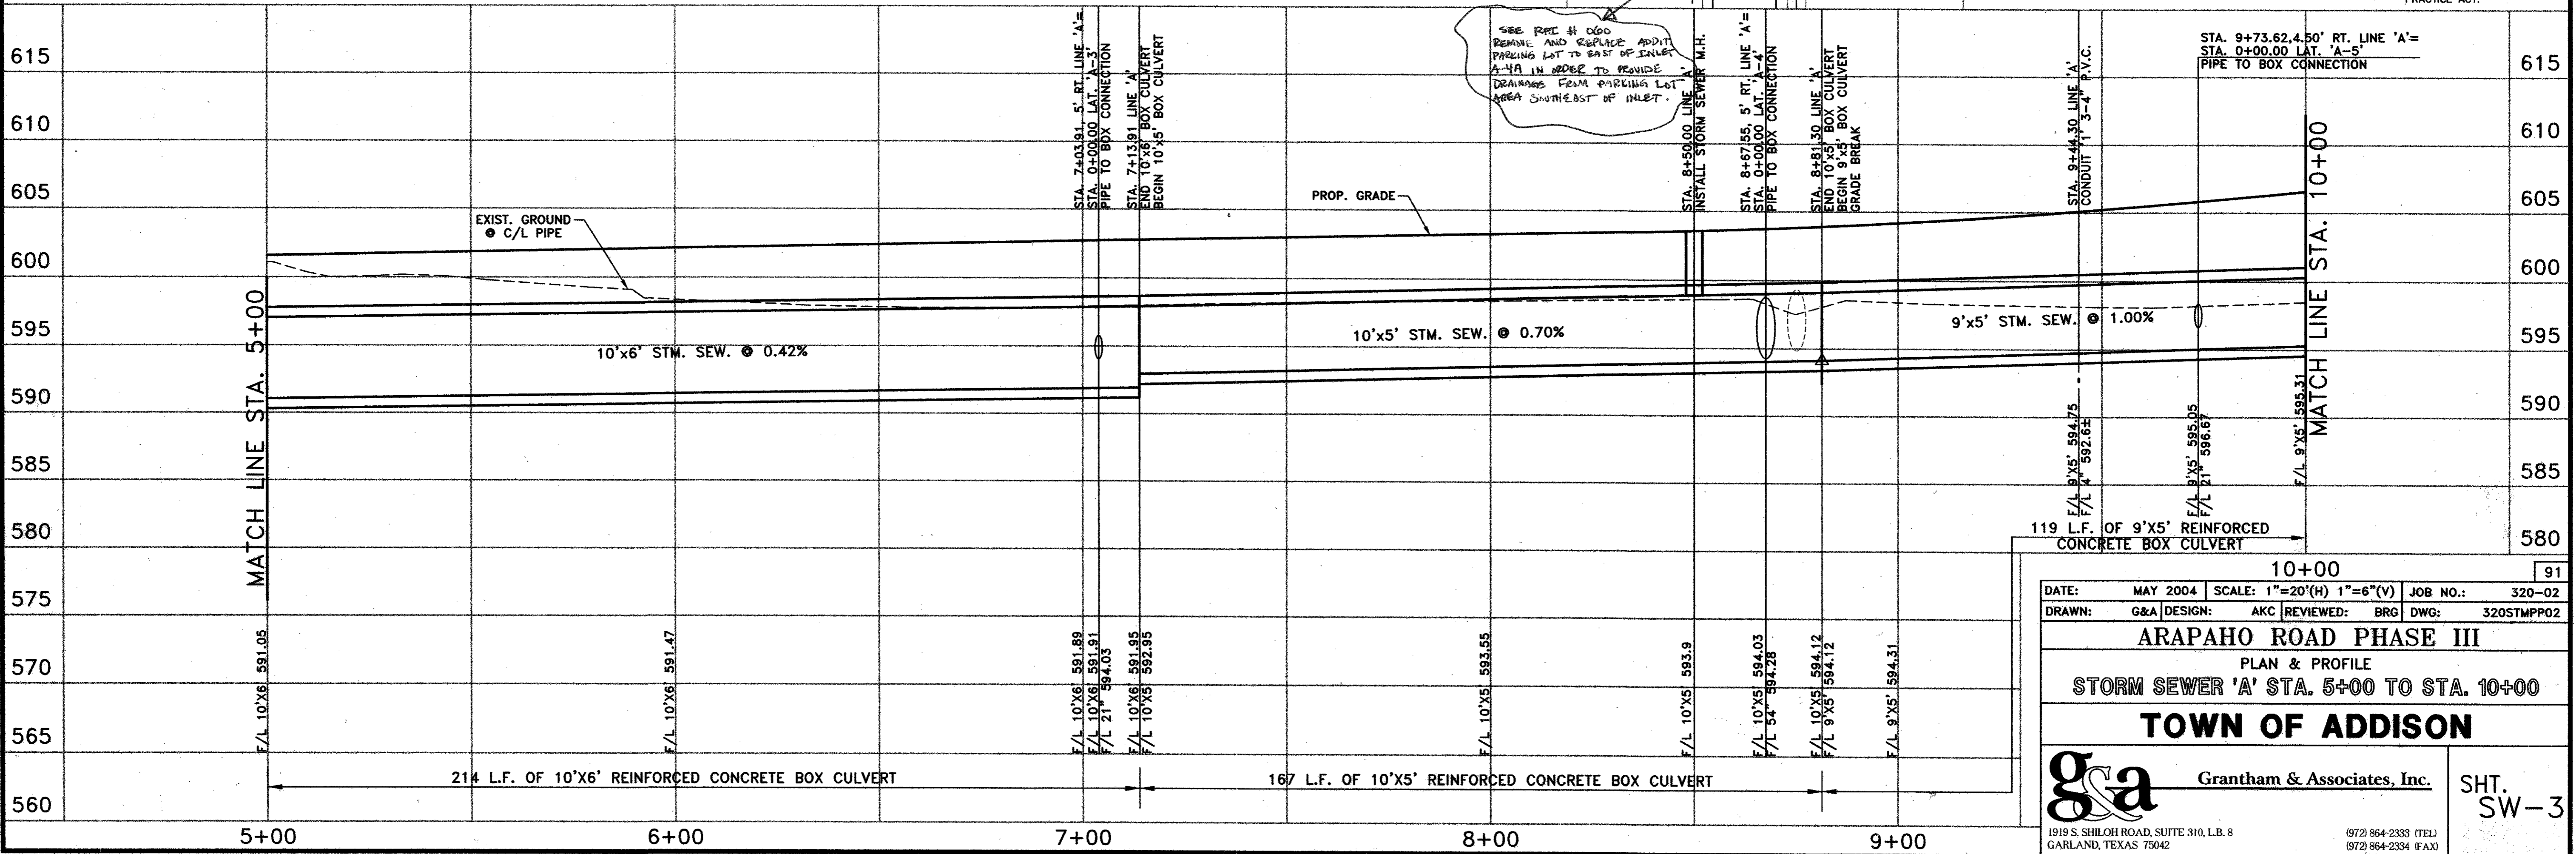 PRACTICE ACT.
615
610
605
600
595
590
585
580
575
570
565
560
615
610
605
600
595
590
585
580
MATCH LINE STA. 5+00
EXIST. GROUND
@ C/L PIPE
10'x6' STM. SEW. @ 0.42%
STA. 7+03.91, 5' RT. LINE 'A'=
STA. 0+00.00 LAT. 'A-3'
PIPE TO BOX CONNECTION
STA. 7+13.91 LINE 'A'
END 10'x6' BOX CULVERT
BEGIN 10'x5' BOX CULVERT
PROP. GRADE
SEE RFI # 060
REMOVE AND REPLACE ADDIT.
PARKING LOT TO EAST OF INLET
A-4A IN ORDER TO PROVIDE
DRAINAGE FROM PARKING LOT
AREA SOUTHEAST OF INLET.
10'x5' STM. SEW. @ 0.70%
STA. 8+50.00 LINE 'A'
INSTALL STORM SEWER M.H.
STA. 8+67.55, 5' RT. LINE 'A'=
STA. 0+00.00 LAT. 'A-4'
PIPE TO BOX CONNECTION
STA. 8+81.30 LINE 'A'
END 10'x5' BOX CULVERT
BEGIN 9'x5' BOX CULVERT
GRADE BREAK
9'x5' STM. SEW. @ 1.00%
STA. 9+44.30 LINE 'A'
CONDUIT '1' 3-4" P.V.C.
STA. 9+73.62,4.50' RT. LINE 'A'=
STA. 0+00.00 LAT. 'A-5'
PIPE TO BOX CONNECTION
MATCH LINE STA. 10+00
F/L 9'X5' 594.75
F/L 4" 592.6±
F/L 9'X5' 595.05
F/L 21" 596.67
F/L 9'X5' 595.31
119 L.F. OF 9'X5' REINFORCED
CONCRETE BOX CULVERT
F/L 10'X6' 591.05
F/L 10'X6' 591.47
F/L 10'X6' 591.89
F/L 10'X6' 591.91
F/L 21" 594.03
F/L 10'X6' 591.95
F/L 10'X5' 592.95
F/L 10'X5' 593.55
F/L 10'X5' 593.9
F/L 10'X5' 594.03
F/L 54" 594.28
F/L 10'X5' 594.12
F/L 9'X5' 594.12
F/L 9'X5' 594.31
214 L.F. OF 10'X6' REINFORCED CONCRETE BOX CULVERT
167 L.F. OF 10'X5' REINFORCED CONCRETE BOX CULVERT
5+00
6+00
7+00
8+00
9+00
10+00
91
DATE: MAY 2004 SCALE: 1"=20'(H) 1"=6"(V) JOB NO.: 320-02
DRAWN: G&A DESIGN: AKC REVIEWED: BRG DWG: 320STMPP02
ARAPAHO ROAD PHASE III
PLAN & PROFILE
STORM SEWER 'A' STA. 5+00 TO STA. 10+00
TOWN OF ADDISON
g&a
Grantham & Associates, Inc.
1919 S. SHILOH ROAD, SUITE 310, L.B. 8
GARLAND, TEXAS 75042
(972) 864-2333 (TEL)
(972) 864-2334 (FAX)
SHT.
SW-3